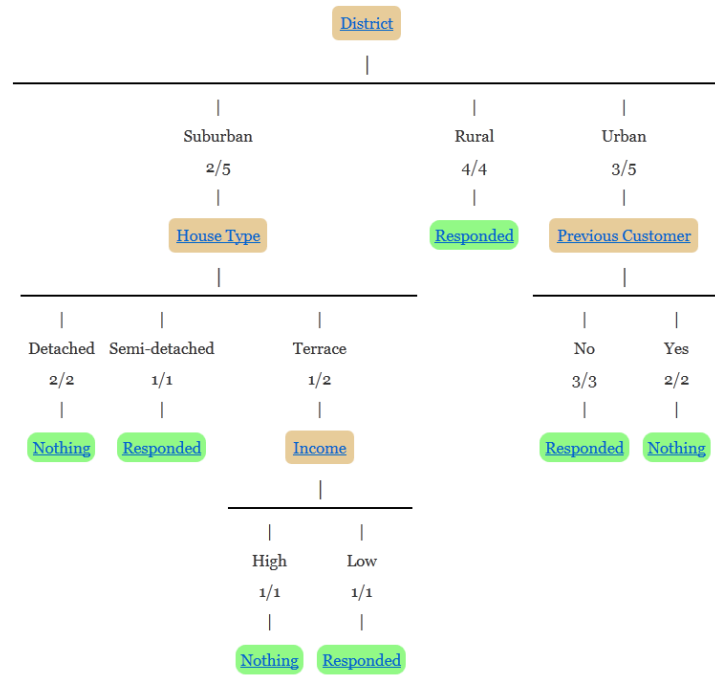 District
Suburban Rural Urban
2/5 4/4 3/5
House Type Responded Previous Customer
Detached Semi-detached Terrace No Yes
2/2 1/1 1/2 3/3 2/2
Nothing Responded Income Responded Nothing
High Low
1/1 1/1
Nothing Responded